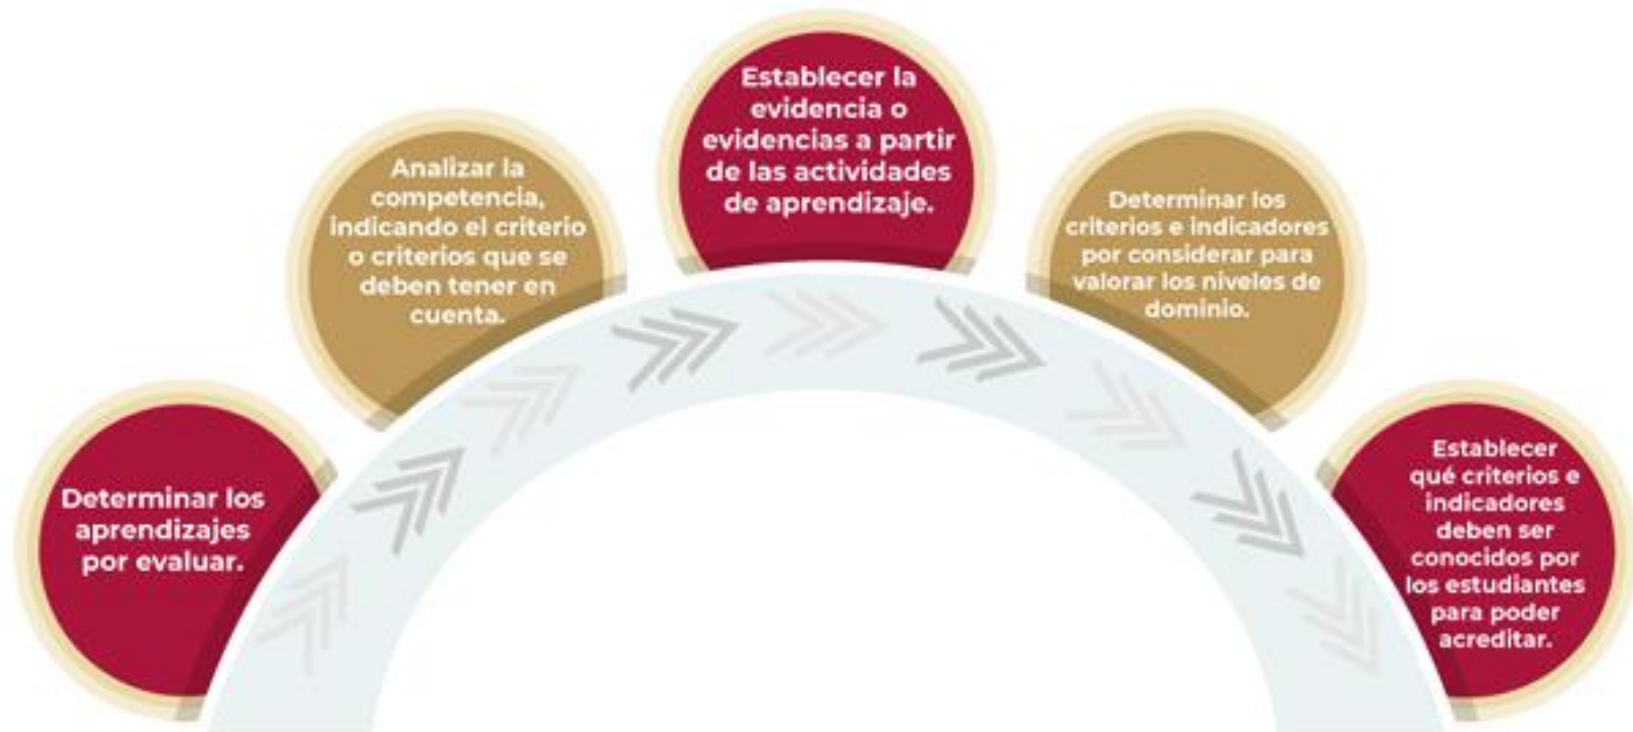 Determinar los
aprendizajes
por evaluar.
Analizar la
competencia,
indicando el criterio
o criterios que se
deben tener en
cuenta.
Establecer la
evidencia o
evidencias a partir
de las actividades
de aprendizaje.
Determinar los
criterios e indicadores
por considerar para
valorar los niveles de
dominio.
Establecer
qué criterios e
indicadores
deben ser
conocidos por
los estudiantes
para poder
acreditar.